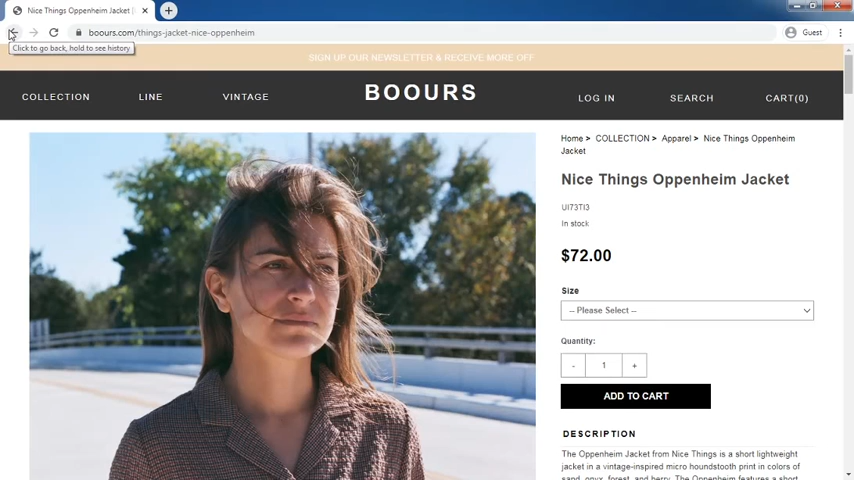 Nice Things Oppenheim Jacket
boours.com/things-jacket-nice-oppenheim
Guest
Click to go back, hold to see history
SIGN UP OUR NEWSLETTER & RECEIVE MORE OFF
COLLECTION LINE VINTAGE BOOURS LOG IN SEARCH CART(0)
Home > COLLECTION > Apparel > Nice Things Oppenheim
Jacket
Nice Things Oppenheim Jacket
UI73TI3
In stock
$72.00
Size
-- Please Select --
Quantity:
- 1 +
ADD TO CART
DESCRIPTION
The Oppenheim Jacket from Nice Things is a short lightweight
jacket in a vintage-inspired micro houndstooth print in colors of
sand, onyx, forest, and berry. The Oppenheim features a short